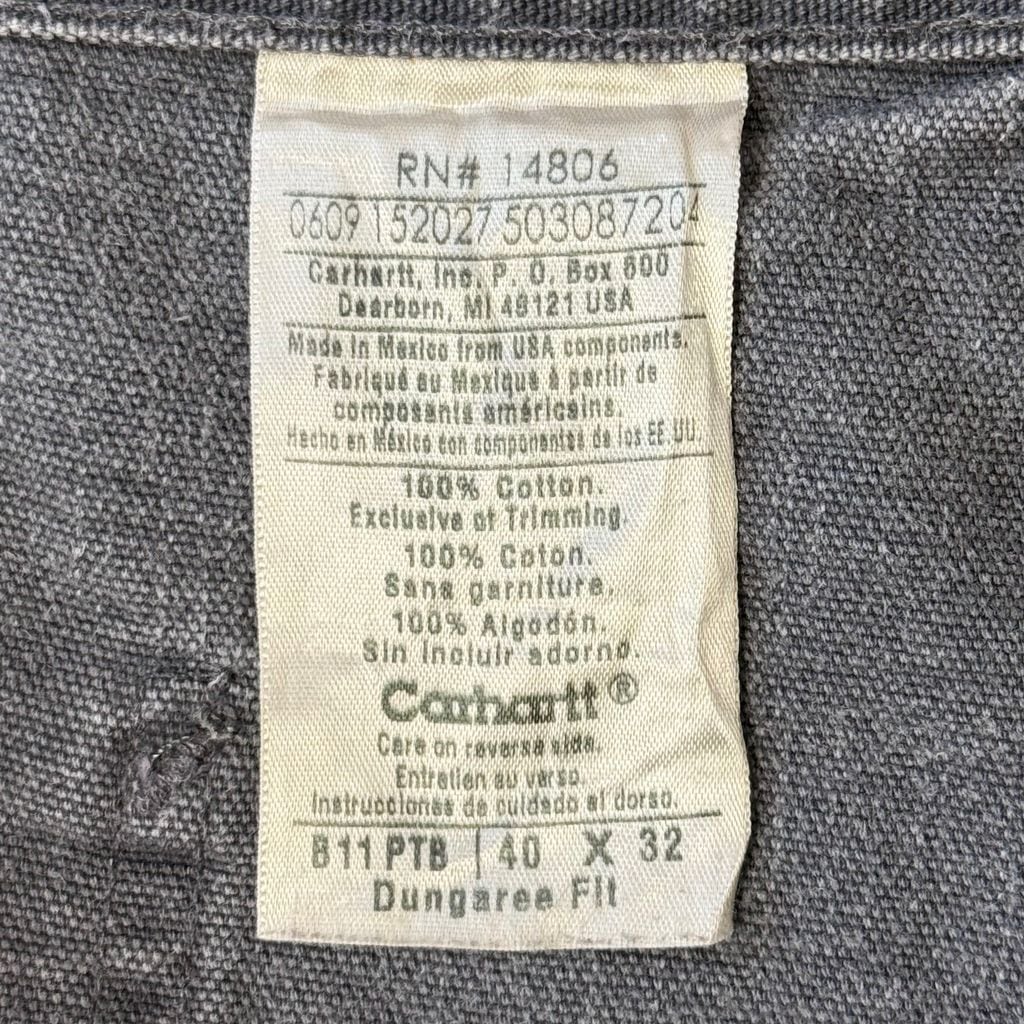 RN# 14806
0609 152027 503087204
Carhartt, Inc. P. O. Box 600
Dearborn, MI 48121 USA
Made in Mexico from USA components.
Fabriqué au Mexique à partir de
composants américains.
Hecho en México con componentes de los EE UU.
100% Cotton.
Exclusive of Trimming.
100% Coton.
Sans garniture.
100% Algodón.
Sin incluir adorno.
Carhartt®
Care on reverse side.
Entretien au verso
Instrucciones de cuidado al dorso.
B11 PTB | 40 X 32
Dungaree Fit